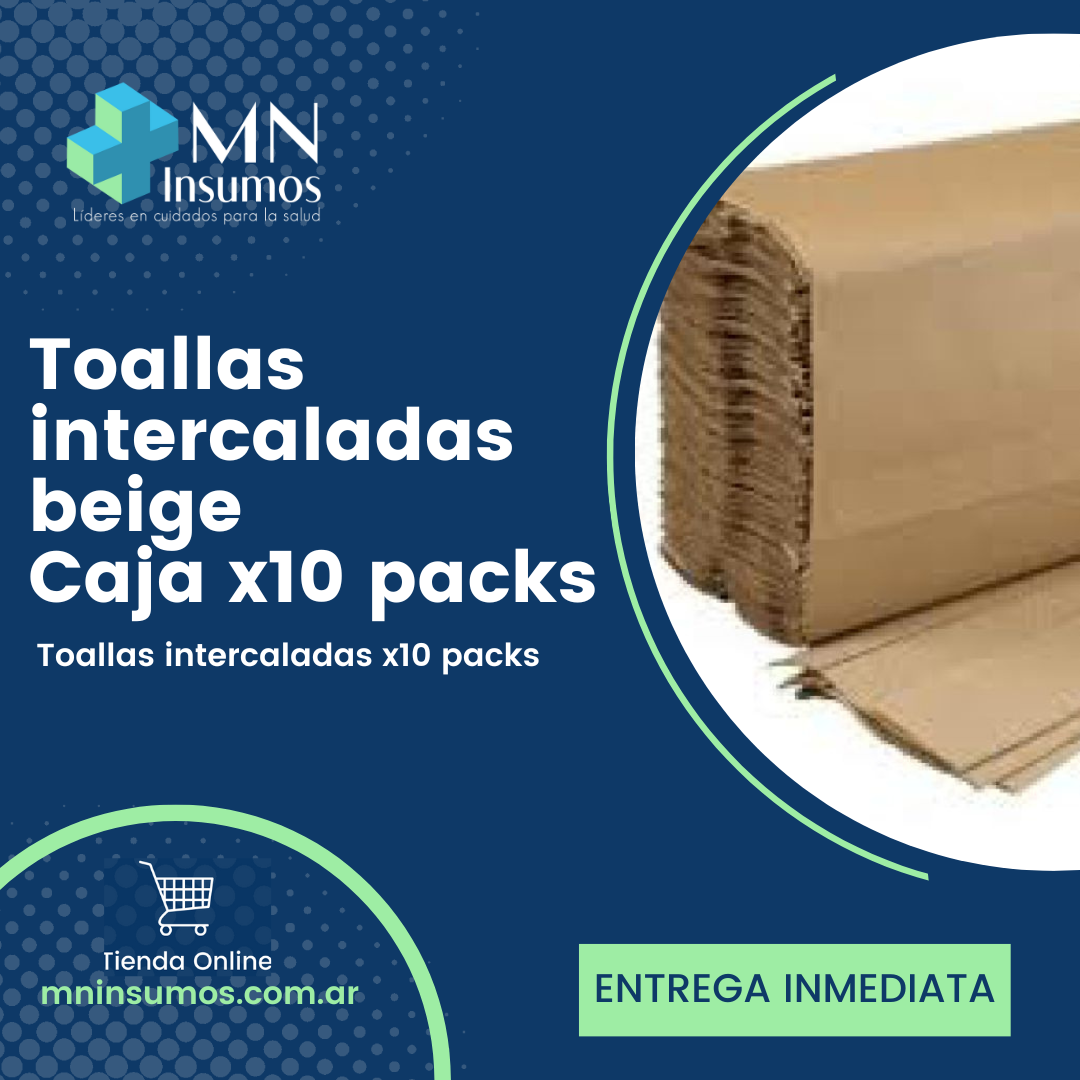 MN
Insumos
Líderes en cuidados para la salud
Toallas
intercaladas
beige
Caja x10 packs
Toallas intercaladas x10 packs
Tienda Online
mninsumos.com.ar
ENTREGA INMEDIATA